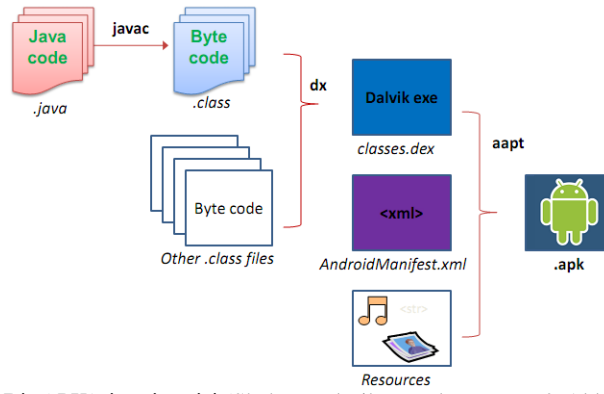 Java
code
javac
Byte
code
.java
.class
dx
Dalvik exe
classes.dex
aapt
Byte code
Other .class files
<xml>
AndroidManifest.xml
.apk
<str>
Resources